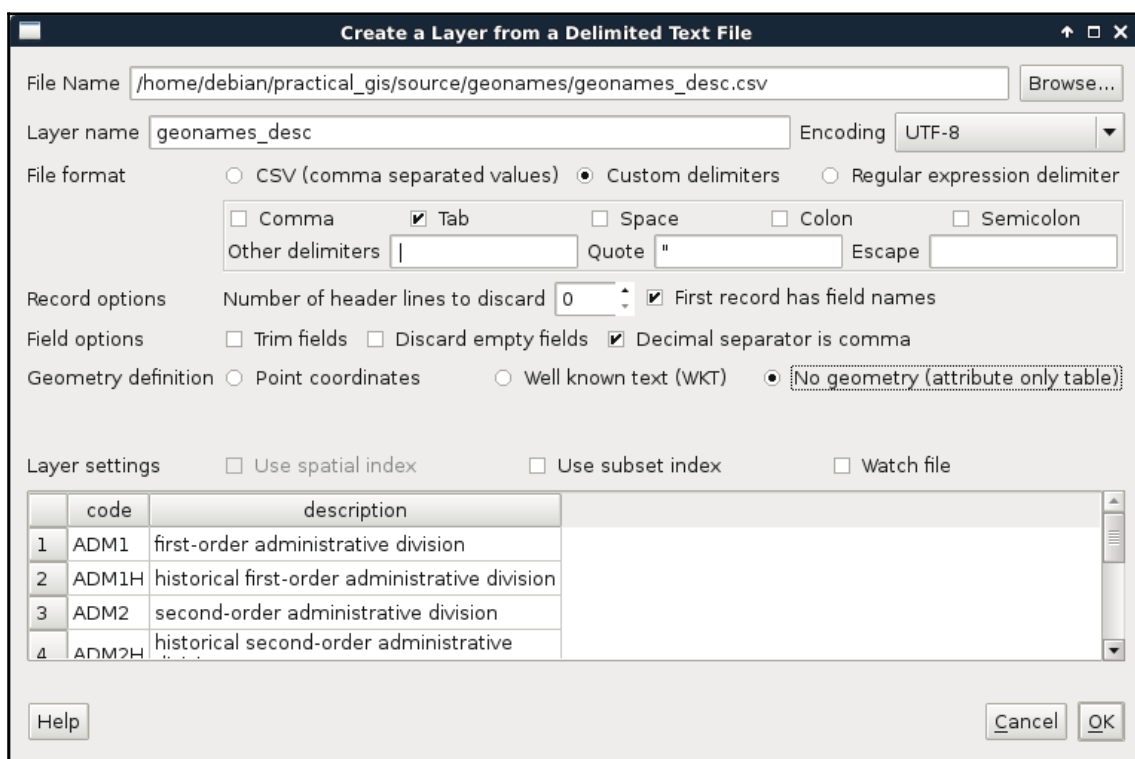 Create a Layer from a Delimited Text File
File Name /home/debian/practical_gis/source/geonames/geonames_desc.csv Browse...
Layer name geonames_desc Encoding UTF-8
File format CSV (comma separated values) Custom delimiters Regular expression delimiter
Comma Tab Space Colon Semicolon
Other delimiters | Quote " Escape
Record options Number of header lines to discard 0 First record has field names
Field options Trim fields Discard empty fields Decimal separator is comma
Geometry definition Point coordinates Well known text (WKT) No geometry (attribute only table)
Layer settings Use spatial index Use subset index Watch file
code description
1 ADM1 first-order administrative division
2 ADM1H historical first-order administrative division
3 ADM2 second-order administrative division
4 ADM2H historical second-order administrative
Help Cancel OK